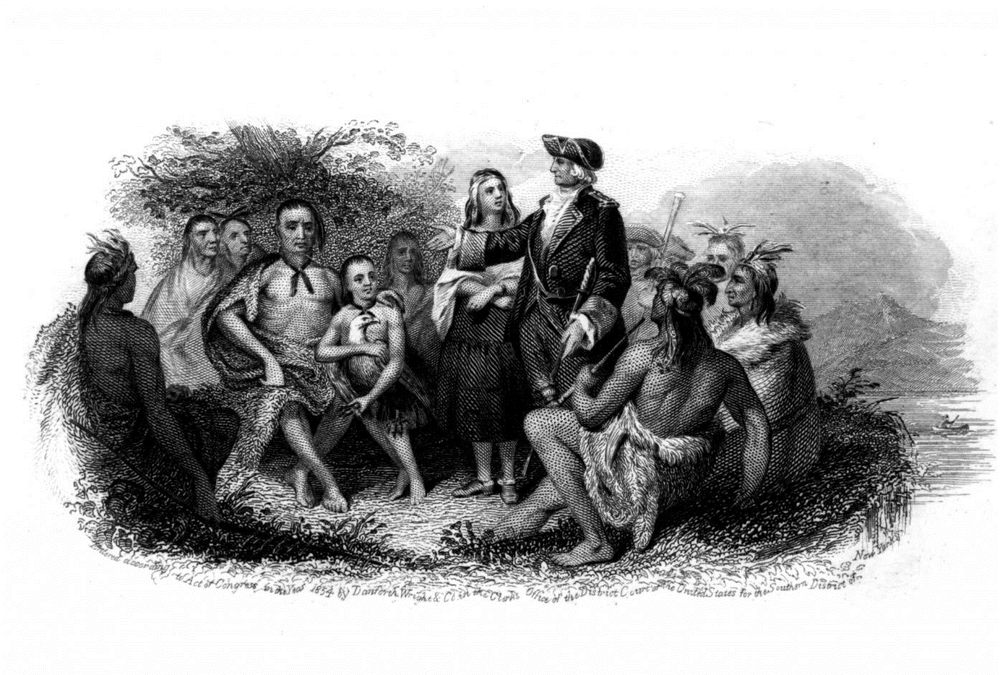 Entered according
to Act of Congress, in the Year 1854 by Danforth Wright & Co in the Clerks Office of the District Court of the United States for the Southern District of
New York